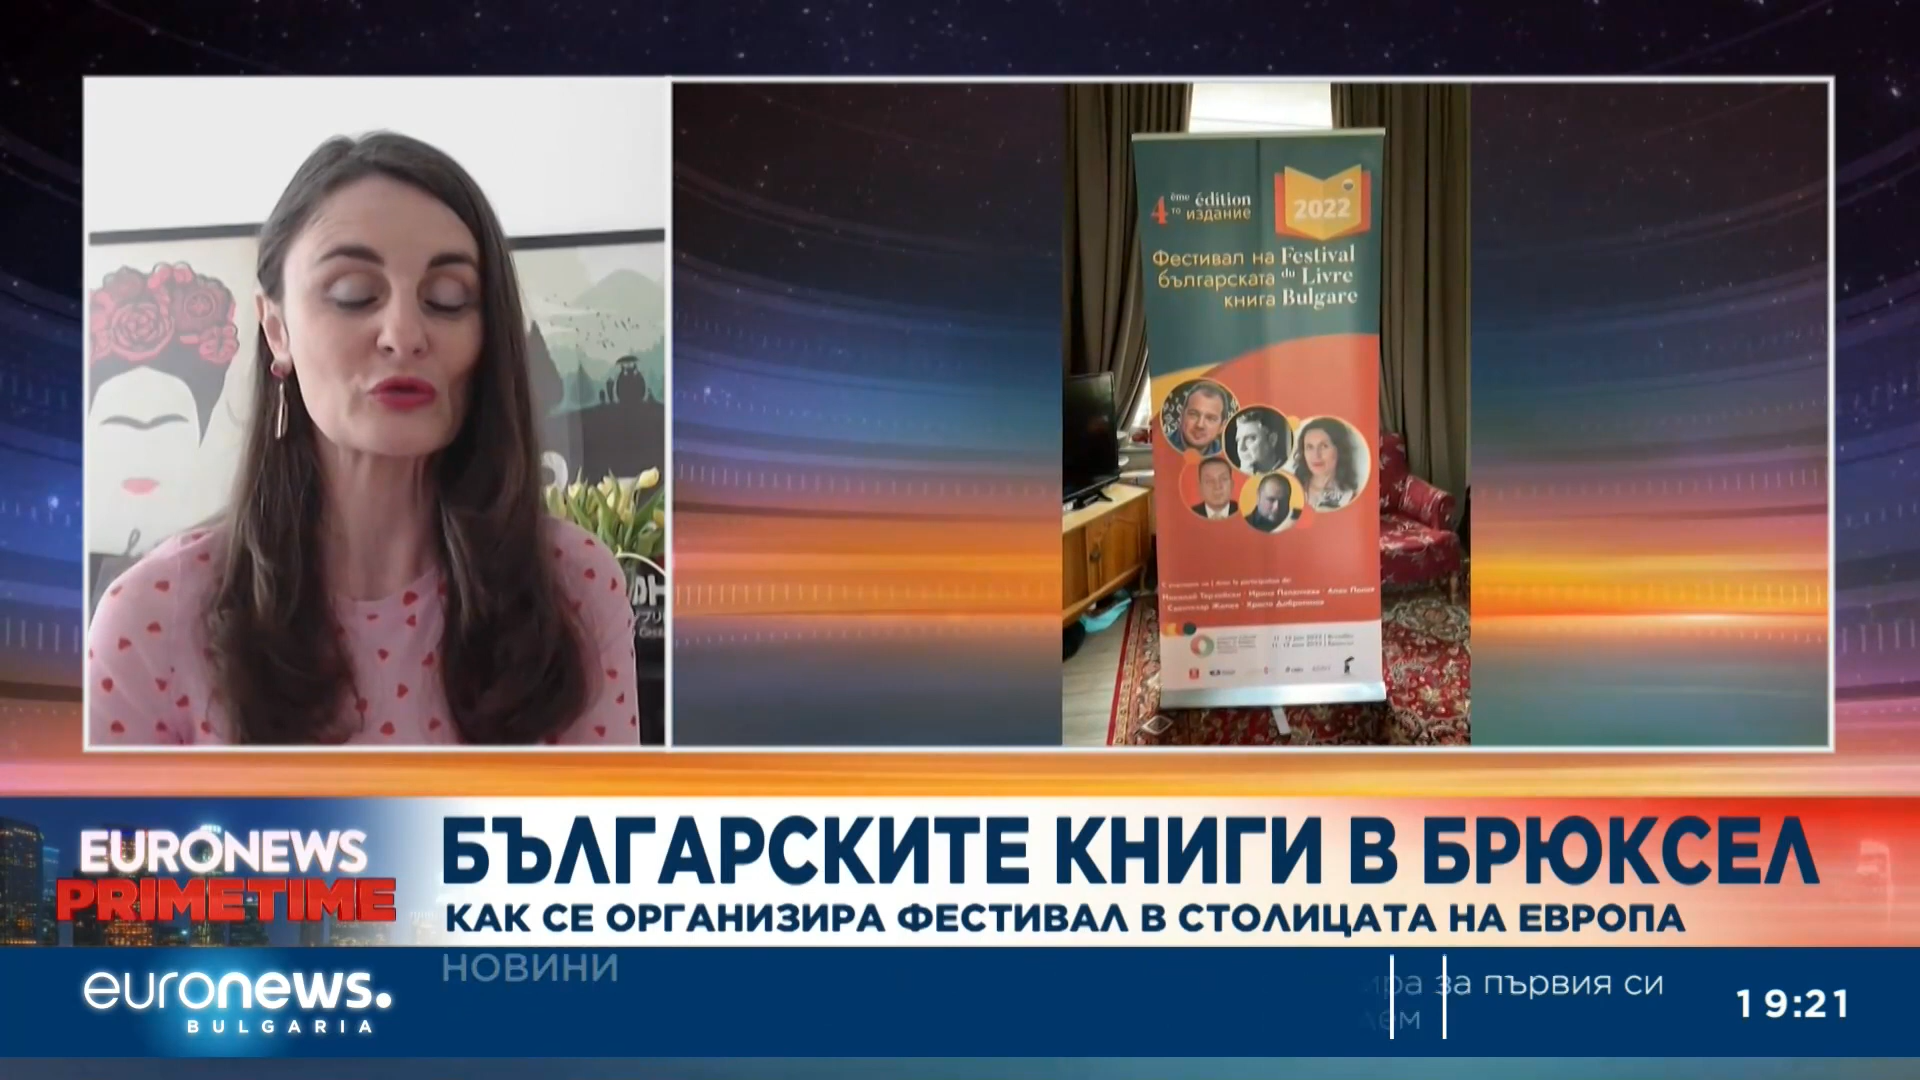 4 ème édition
то издание
2022
Фестивал на
българската
книга
Festival
du Livre
Bulgare
EURONEWS
PRIMETIME
БЪЛГАРСКИТЕ КНИГИ В БРЮКСЕЛ
КАК СЕ ОРГАНИЗИРА ФЕСТИВАЛ В СТОЛИЦАТА НА ЕВРОПА
euronews.
BULGARIA
НОВИНИ
за първия си
19:21